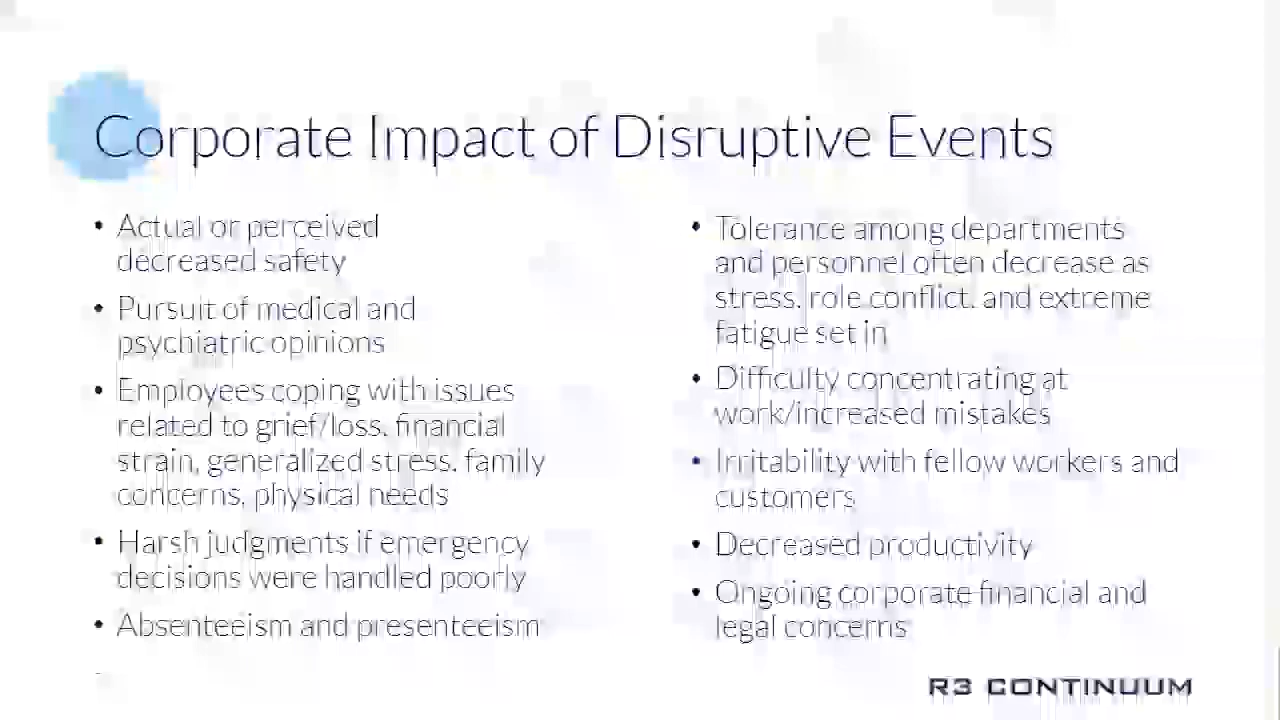 Corporate Impact of Disruptive Events
• Actual or perceived
decreased safety
• Pursuit of medical and
psychiatric opinions
• Employees coping with issues
related to grief/loss, financial
strain, generalized stress, family
concerns, physical needs
• Harsh judgments if emergency
decisions were handled poorly
• Absenteeism and presenteeism
• Tolerance among departments
and personnel often decrease as
stress, role conflict, and extreme
fatigue set in
• Difficulty concentrating at
work/increased mistakes
• Irritability with fellow workers and
customers
• Decreased productivity
• Ongoing corporate financial and
legal concerns
R3 CONTINUUM